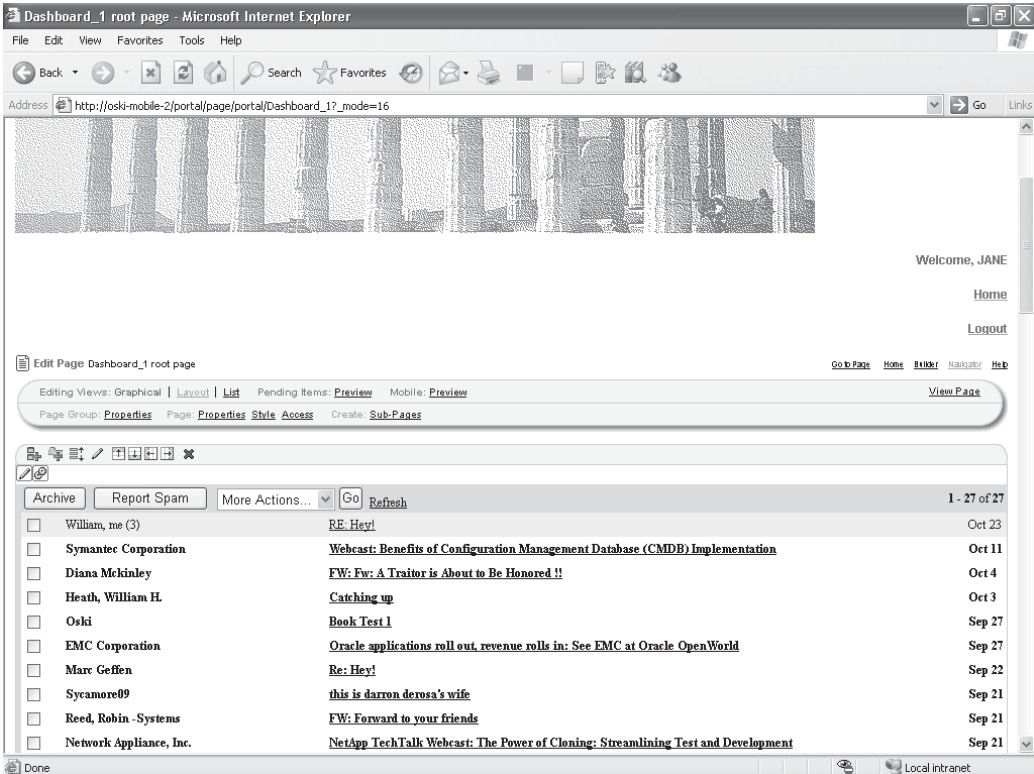 Dashboard_1 root page - Microsoft Internet Explorer
File Edit View Favorites Tools Help
Back Search Favorites
Address http://oski-mobile-2/portal/page/portal/Dashboard_1?_mode=16 Go Links
Welcome, JANE
Home
Logout
Edit Page Dashboard_1 root page Go to Page Home Builder Navigator Help
Editing Views: Graphical | Layout | List Pending Items: Preview Mobile: Preview View Page
Page Group: Properties Page: Properties Style Access Create: Sub-Pages
Archive Report Spam More Actions... Go Refresh 1 - 27 of 27
William, me (3) RE: Hey! Oct 23
Symantec Corporation Webcast: Benefits of Configuration Management Database (CMDB) Implementation Oct 11
Diana Mckinley FW: Fw: A Traitor is About to Be Honored !! Oct 4
Heath, William H. Catching up Oct 3
Oski Book Test 1 Sep 27
EMC Corporation Oracle applications roll out, revenue rolls in: See EMC at Oracle OpenWorld Sep 27
Marc Geffen Re: Hey! Sep 22
Sycamore09 this is darron derosa's wife Sep 21
Reed, Robin -Systems FW: Forward to your friends Sep 21
Network Appliance, Inc. NetApp TechTalk Webcast: The Power of Cloning: Streamlining Test and Development Sep 21
Done Local intranet